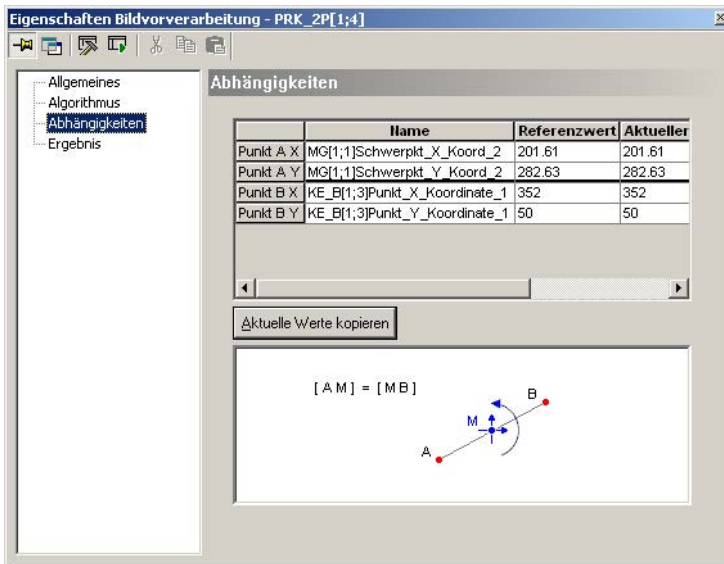 Eigenschaften Bildvorverarbeitung - PRK_2P[1;4]
Allgemeines
Algorithmus
Abhängigkeiten
Ergebnis
Abhängigkeiten
Name Referenzwert Aktueller
Punkt A X MG[1;1]Schwerpkt_X_Koord_2 201.61 201.61
Punkt A Y MG[1;1]Schwerpkt_Y_Koord_2 282.63 282.63
Punkt B X KE_B[1;3]Punkt_X_Koordinate_1 352 352
Punkt B Y KE_B[1;3]Punkt_Y_Koordinate_1 50 50
Aktuelle Werte kopieren
[ A M ] = [ M B ]
B
M
A